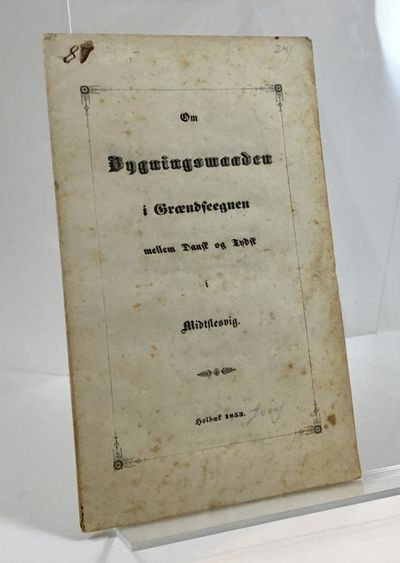 Om
Bygningsmaaden
i Grændseegnen
mellem Dansk og Tydsk
i
Midtslesvig.
Holbæk 1853.